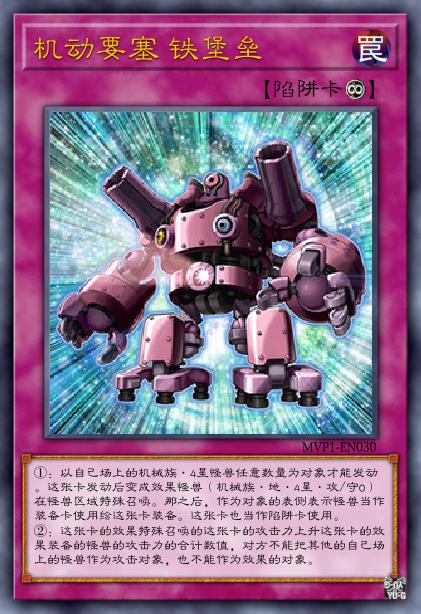 机动要塞 铁堡垒
罠
【陷阱卡】
MVP1-EN030
①：以自己场上的机械族·4星怪兽任意数量为对象才能发动
。这张卡发动后变成效果怪兽（机械族·地·4星·攻/守0）
在怪兽区域特殊召唤。那之后，作为对象的表侧表示怪兽当作
装备卡使用给这张卡装备。这张卡也当作陷阱卡使用。
②：这张卡的效果特殊召唤的这张卡的攻击力上升这张卡的效
果装备的怪兽的攻击力的合计数值，对方不能把其他的自己场
上的怪兽作为攻击对象，也不能作为效果的对象。